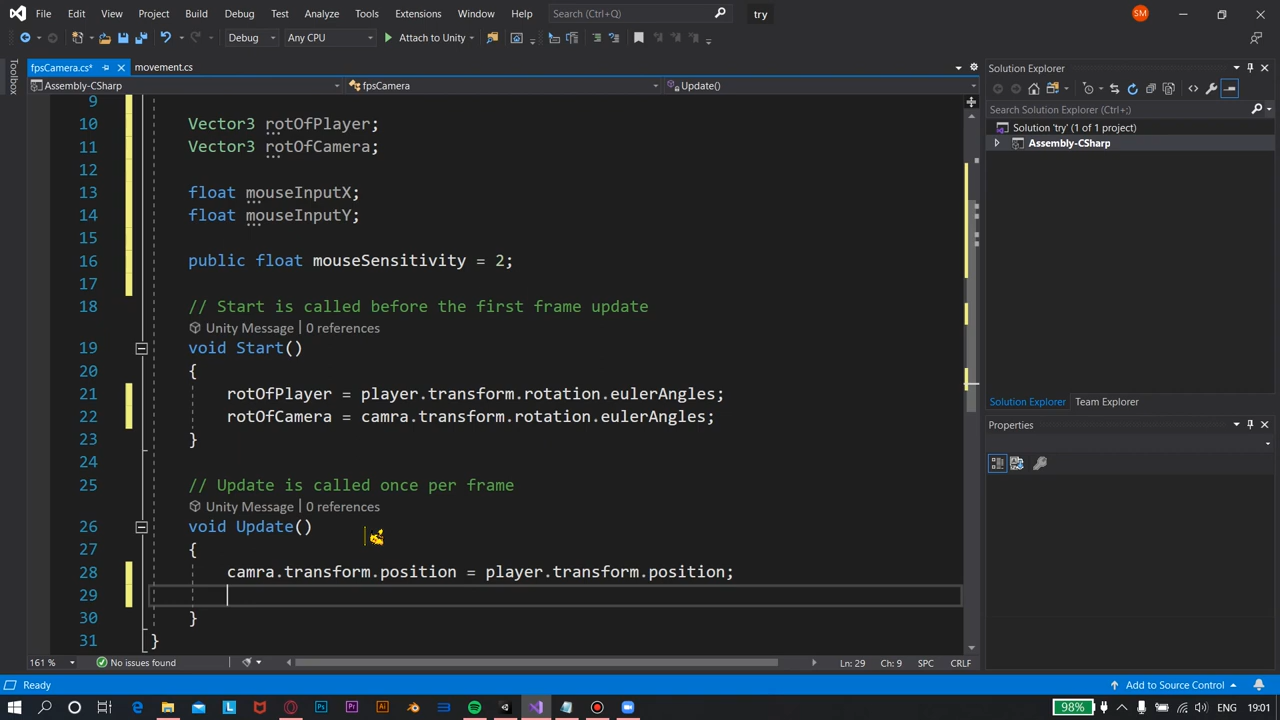 File Edit View Project Build Debug Test Analyze Tools Extensions Window Help Search (Ctrl+Q) try SM
Debug Any CPU Attach to Unity
Toolbox
fpsCamera.cs* movement.cs
Assembly-CSharp fpsCamera Update()
9
10 Vector3 rotOfPlayer;
11 Vector3 rotOfCamera;
12
13 float mouseInputX;
14 float mouseInputY;
15
16 public float mouseSensitivity = 2;
17
18 // Start is called before the first frame update
Unity Message | 0 references
19 void Start()
20 {
21 rotOfPlayer = player.transform.rotation.eulerAngles;
22 rotOfCamera = camra.transform.rotation.eulerAngles;
23 }
24
25 // Update is called once per frame
Unity Message | 0 references
26 void Update()
27 {
28 camra.transform.position = player.transform.position;
29
30 }
31 }
161 % No issues found Ln: 29 Ch: 9 SPC CRLF
Solution Explorer
Search Solution Explorer (Ctrl+;)
Solution 'try' (1 of 1 project)
Assembly-CSharp
Solution Explorer Team Explorer
Properties
Ready Add to Source Control
98% ENG 19:01